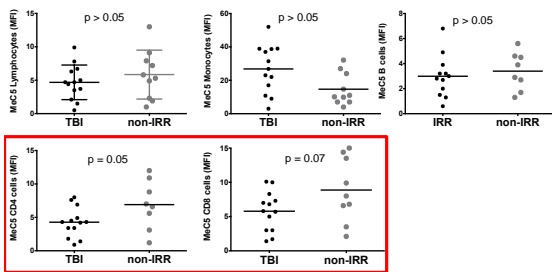 p > 0.05
MeC5 Lymphocytes (MFI)
15
10
5
0
TBI
non-IRR
p > 0.05
MeC5 Monocytes (MFI)
60
40
20
0
TBI
non-IRR
p > 0.05
MeC5 B cells (MFI)
8
6
4
2
0
IRR
non-IRR
p = 0.05
MeC5 CD4 cells (MFI)
15
10
5
0
TBI
non-IRR
p = 0.07
MeC5 CD8 cells (MFI)
15
10
5
0
TBI
non-IRR